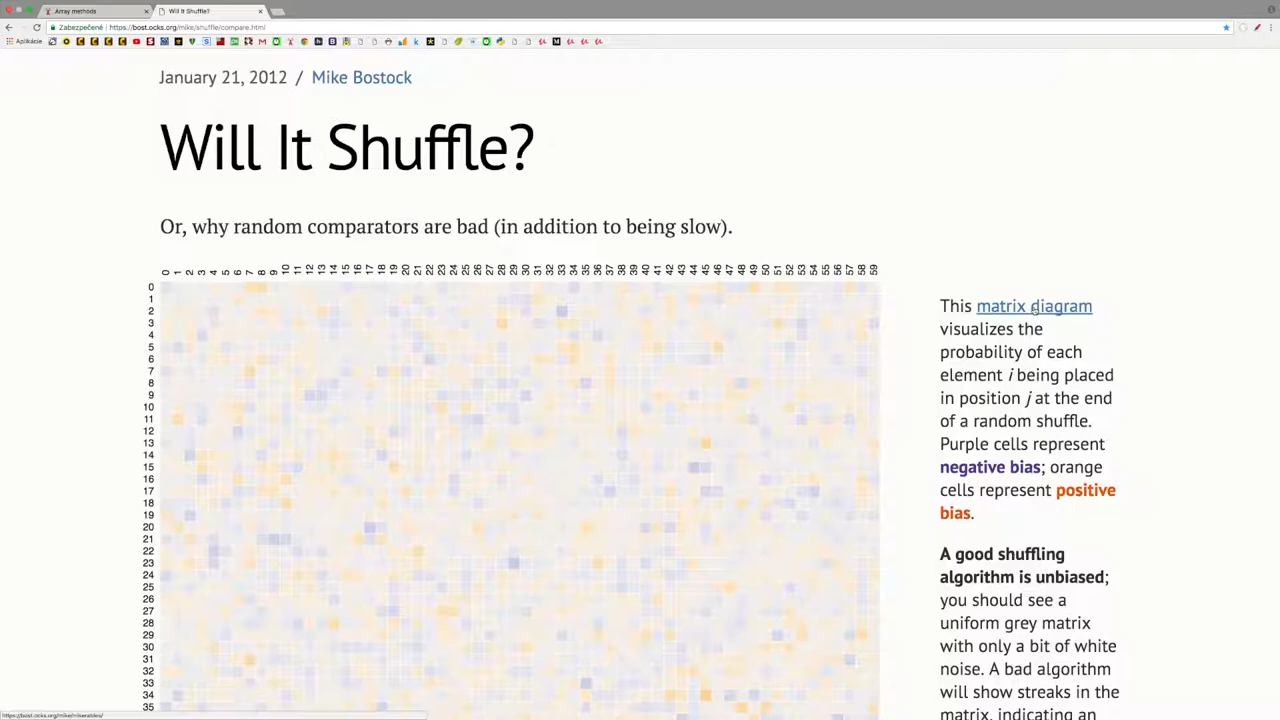 Array methods
Will It Shuffle?
Zabezpečené | https://bost.ocks.org/mike/shuffle/compare.html
Aplikácie
January 21, 2012 / Mike Bostock
Will It Shuffle?
Or, why random comparators are bad (in addition to being slow).
0 1 2 3 4 5 6 7 8 9 10 11 12 13 14 15 16 17 18 19 20 21 22 23 24 25 26 27 28 29 30 31 32 33 34 35 36 37 38 39 40 41 42 43 44 45 46 47 48 49 50 51 52 53 54 55 56 57 58 59
0
1
2
3
4
5
6
7
8
9
10
11
12
13
14
15
16
17
18
19
20
21
22
23
24
25
26
27
28
29
30
31
32
33
34
35
This matrix diagram
visualizes the
probability of each
element i being placed
in position j at the end
of a random shuffle.
Purple cells represent
negative bias; orange
cells represent positive
bias.
A good shuffling
algorithm is unbiased;
you should see a
uniform grey matrix
with only a bit of white
noise. A bad algorithm
will show streaks in the
matrix, indicating an
https://bost.ocks.org/mike/miserables/